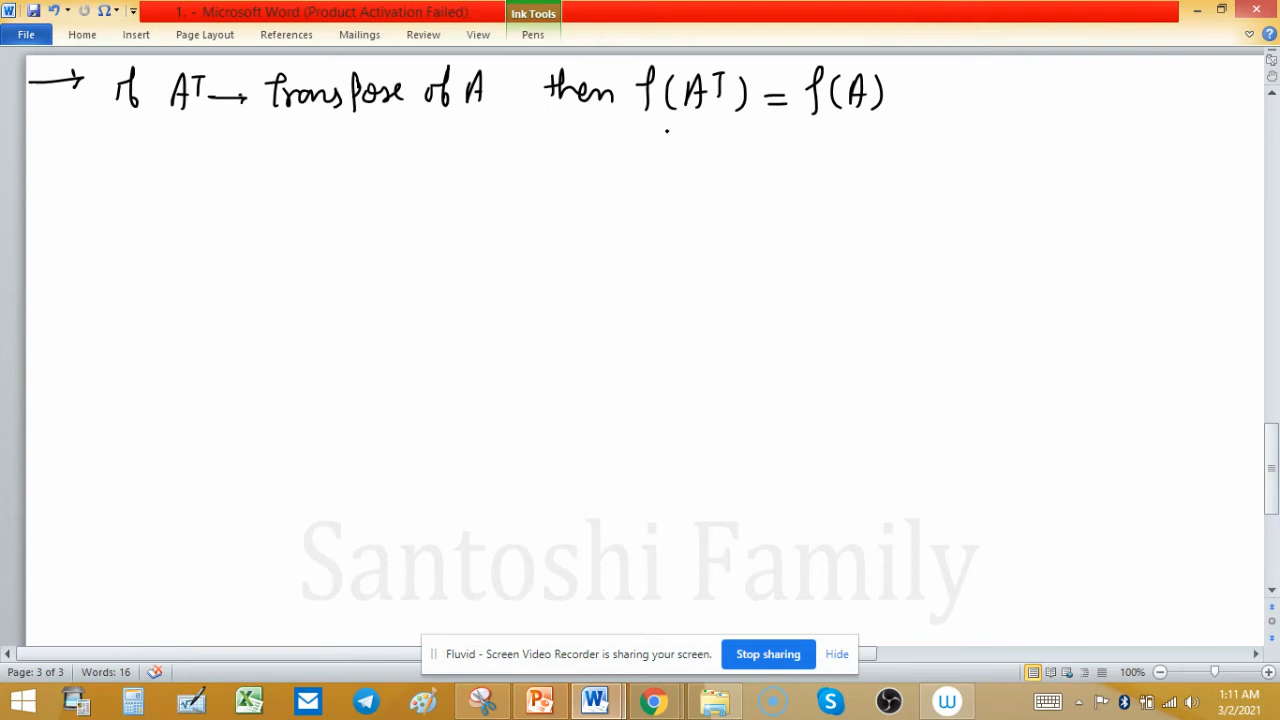 1. - Microsoft Word (Product Activation Failed)
Ink Tools
File Home Insert Page Layout References Mailings Review View Pens
→ if AT → transpose of A then ρ(AT) = ρ(A)
Santoshi Family
Fluvid - Screen Video Recorder is sharing your screen. Stop sharing Hide
Page: 3 of 3 Words: 16 100%
1:11 AM
3/2/2021